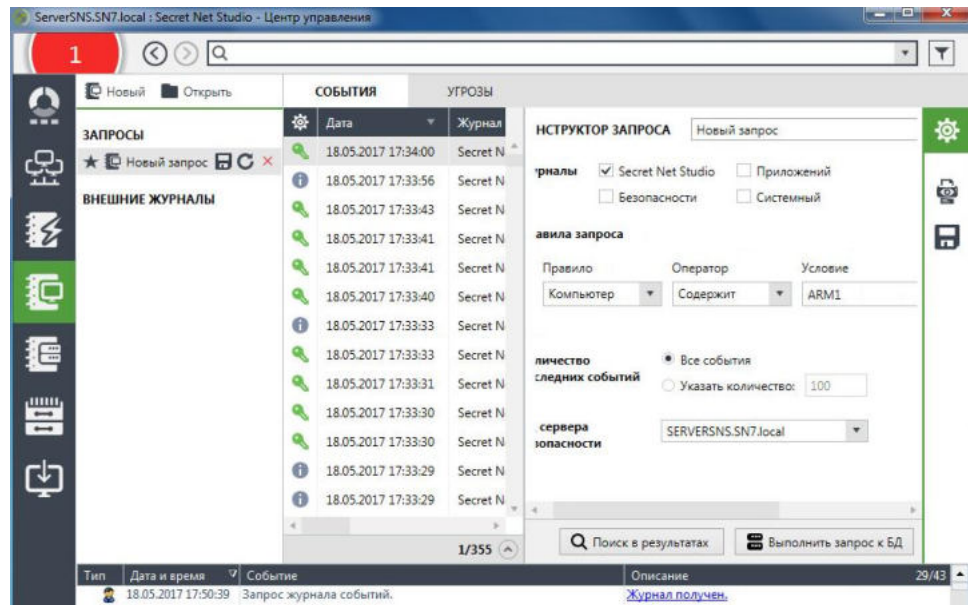 ServerSNS.SN7.local : Secret Net Studio - Центр управления
1
Новый Открыть
ЗАПРОСЫ
Новый запрос
ВНЕШНИЕ ЖУРНАЛЫ
СОБЫТИЯ УГРОЗЫ
Дата Журнал
18.05.2017 17:34:00 Secret N
18.05.2017 17:33:56 Secret N
18.05.2017 17:33:43 Secret N
18.05.2017 17:33:41 Secret N
18.05.2017 17:33:41 Secret N
18.05.2017 17:33:40 Secret N
18.05.2017 17:33:33 Secret N
18.05.2017 17:33:33 Secret N
18.05.2017 17:33:31 Secret N
18.05.2017 17:33:30 Secret N
18.05.2017 17:33:30 Secret N
18.05.2017 17:33:29 Secret N
18.05.2017 17:33:29 Secret N
1/355
НСТРУКТОР ЗАПРОСА Новый запрос
рналы Secret Net Studio Приложений
Безопасности Системный
авила запроса
Правило Оператор Условие
Компьютер Содержит ARM1
личество Все события
следних событий Указать количество: 100
сервера SERVERSNS.SN7.local
зопасности
Поиск в результатах Выполнить запрос к БД
Тип Дата и время Событие Описание 29/43
18.05.2017 17:50:39 Запрос журнала событий. Журнал получен.